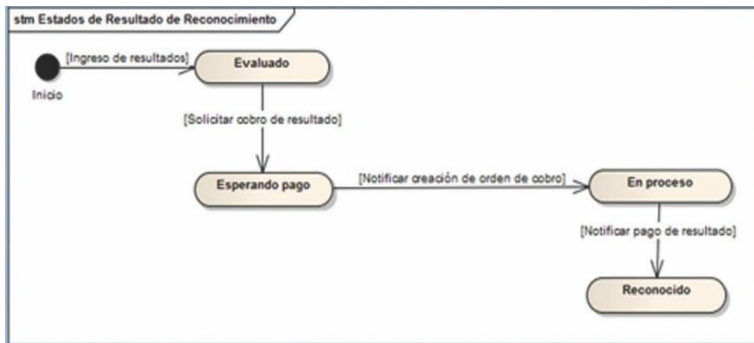 stm Estados de Resultado de Reconocimiento
[Ingreso de resultados]
Evaluado
Inicio
[Solicitar cobro de resultado]
Esperando pago
[Notificar creación de orden de cobro]
En proceso
[Notificar pago de resultado]
Reconocido